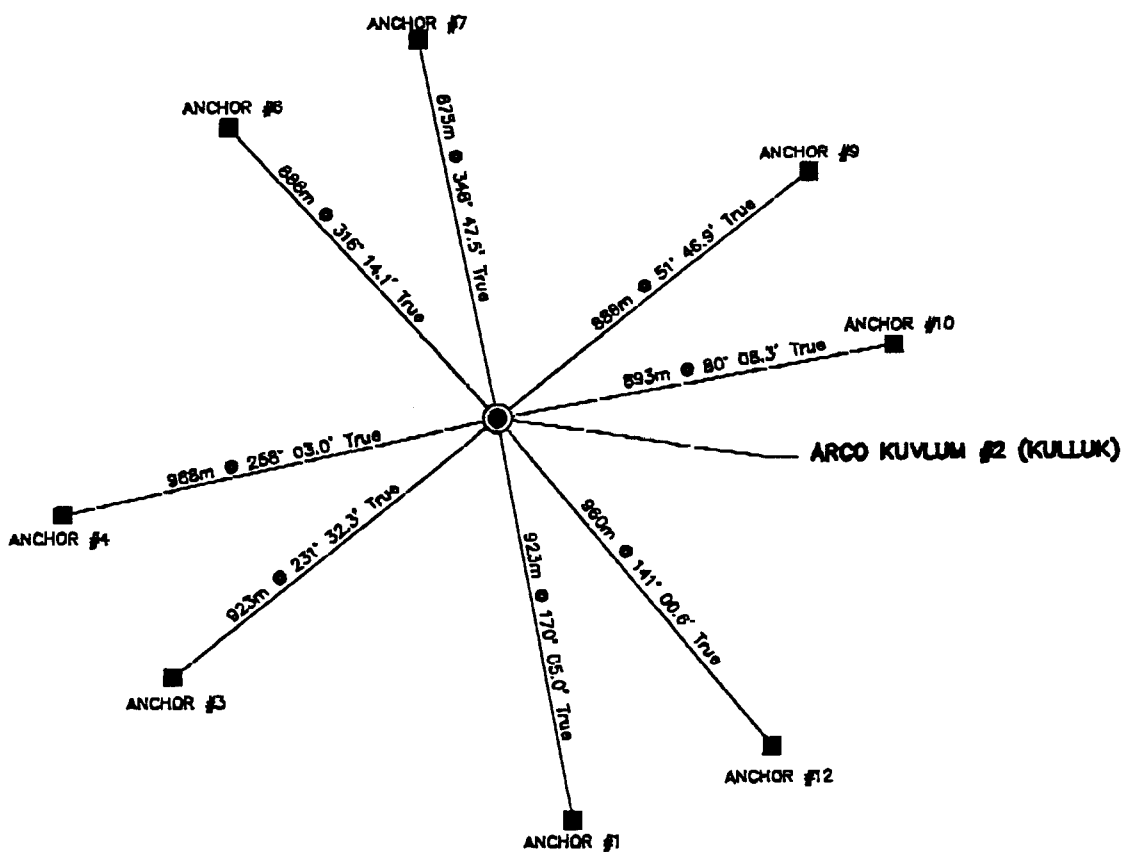 ANCHOR #7
ANCHOR #6
ANCHOR #9
875m @ 348° 47.5' True
888m @ 316° 14.1' True
888m @ 51° 46.9' True
ANCHOR #10
893m @ 80° 08.3' True
ARCO KUVLUM #2 (KULLUK)
988m @ 258° 03.0' True
ANCHOR #4
923m @ 231° 32.3' True
ANCHOR #3
923m @ 170° 05.0' True
960m @ 141° 00.6' True
ANCHOR #12
ANCHOR #1